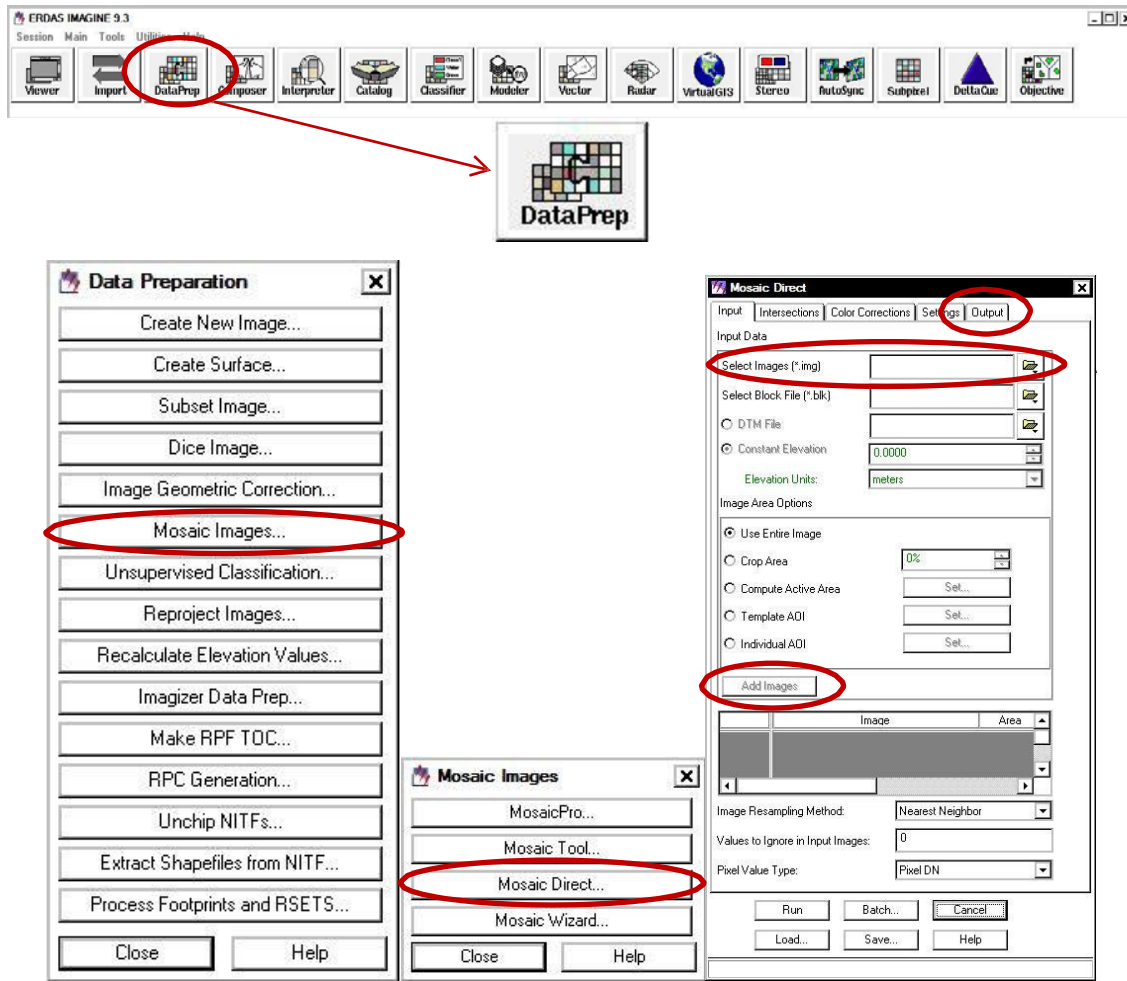 ERDAS IMAGINE 9.3
Session Main Tools Utilities Help
Viewer Import DataPrep Composer Interpreter Catalog Classifier Modeler Vector Radar VirtualGIS Stereo AutoSync Subpixel DeltaCue Objective
DataPrep
Data Preparation
Create New Image...
Create Surface...
Subset Image...
Dice Image...
Image Geometric Correction...
Mosaic Images...
Unsupervised Classification...
Reproject Images...
Recalculate Elevation Values...
Imagizer Data Prep...
Make RPF TOC...
RPC Generation...
Unchip NITFs...
Extract Shapefiles from NITF...
Process Footprints and RSETS...
Close Help
Mosaic Images
MosaicPro...
Mosaic Tool...
Mosaic Direct...
Mosaic Wizard...
Close Help
Mosaic Direct
Input Intersections Color Corrections Settings Output
Input Data
Select Images (*.img)
Select Block File (*.blk)
DTM File
Constant Elevation 0.0000
Elevation Units: meters
Image Area Options
Use Entire Image
Crop Area 0%
Compute Active Area Set...
Template AOI Set...
Individual AOI Set...
Add Images
Image Area
Image Resampling Method: Nearest Neighbor
Values to Ignore in Input Images: 0
Pixel Value Type: Pixel DN
Run Batch... Cancel
Load... Save... Help